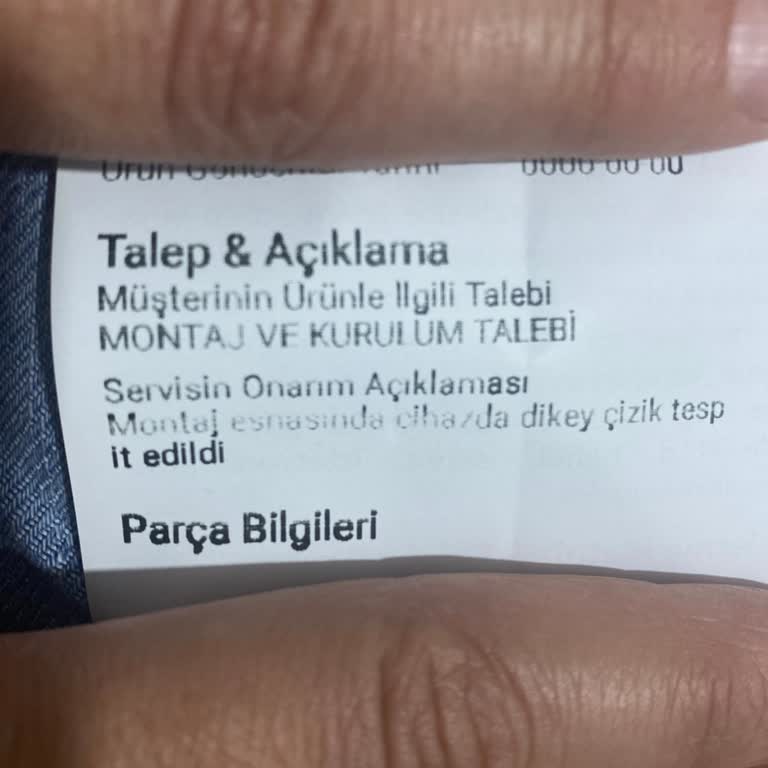 Talep & Açıklama
Müşterinin Ürünle Ilgili Talebi
MONTAJ VE KURULUM TALEBİ
Servisin Onarım Açıklaması
Montaj esnasında cihazda dikey çizik tesp
it edildi
Parça Bilgileri